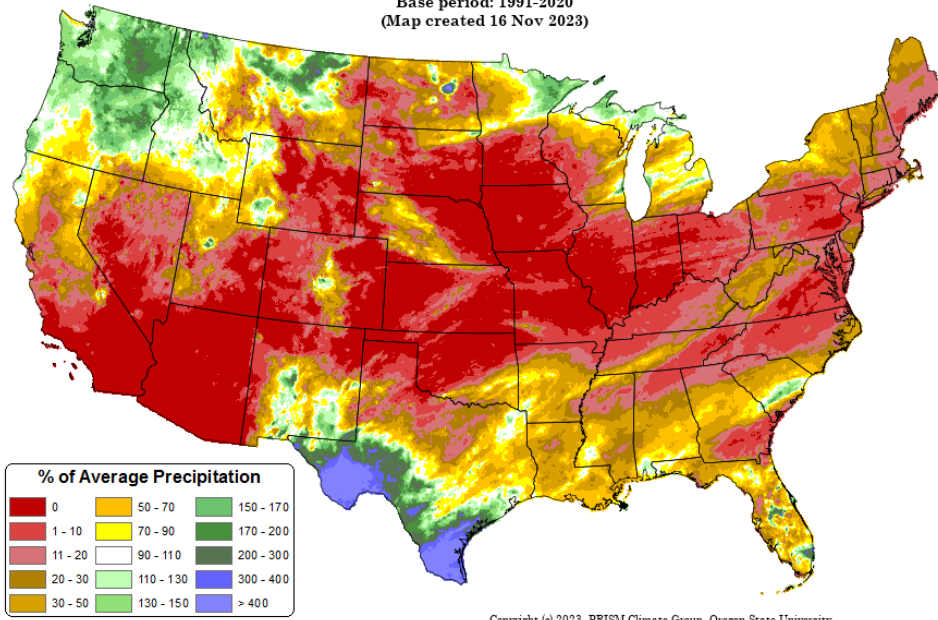 Base period: 1991-2020
(Map created 16 Nov 2023)
% of Average Precipitation
0
1 - 10
11 - 20
20 - 30
30 - 50
50 - 70
70 - 90
90 - 110
110 - 130
130 - 150
150 - 170
170 - 200
200 - 300
300 - 400
> 400
Copyright (c) 2023, PRISM Climate Group, Oregon State University